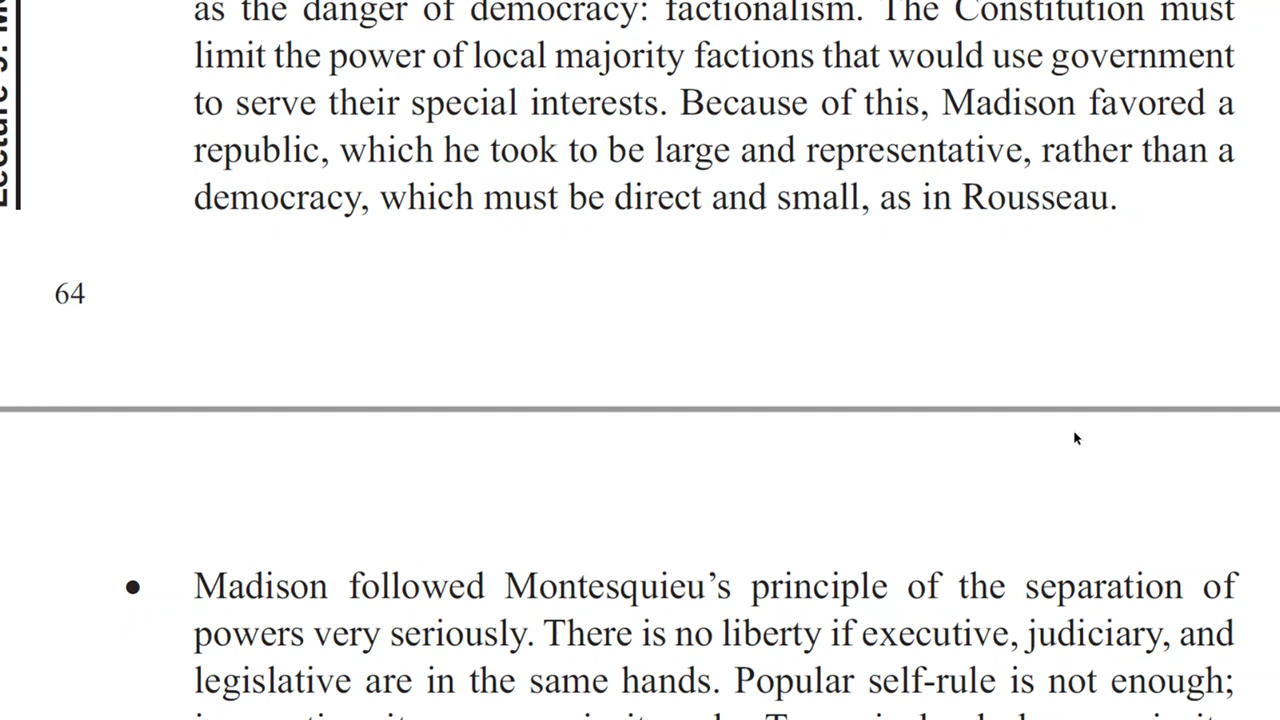 as the danger of democracy: factionalism. The Constitution must
limit the power of local majority factions that would use government
to serve their special interests. Because of this, Madison favored a
republic, which he took to be large and representative, rather than a
democracy, which must be direct and small, as in Rousseau.
64
• Madison followed Montesquieu’s principle of the separation of
powers very seriously. There is no liberty if executive, judiciary, and
legislative are in the same hands. Popular self-rule is not enough;